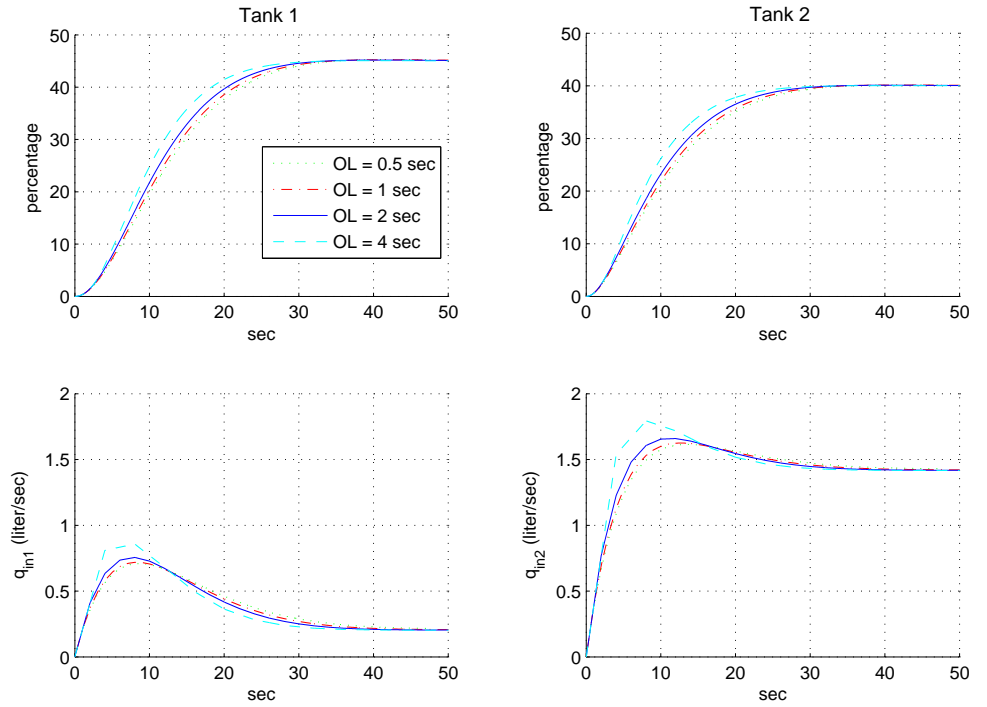 Tank 1
50
40
30
20
10
0
percentage
0 10 20 30 40 50
sec
OL = 0.5 sec
OL = 1 sec
OL = 2 sec
OL = 4 sec
Tank 2
50
40
30
20
10
0
percentage
0 10 20 30 40 50
sec
2
1.5
1
0.5
0
q_in1 (liter/sec)
0 10 20 30 40 50
sec
2
1.5
1
0.5
0
q_in2 (liter/sec)
0 10 20 30 40 50
sec